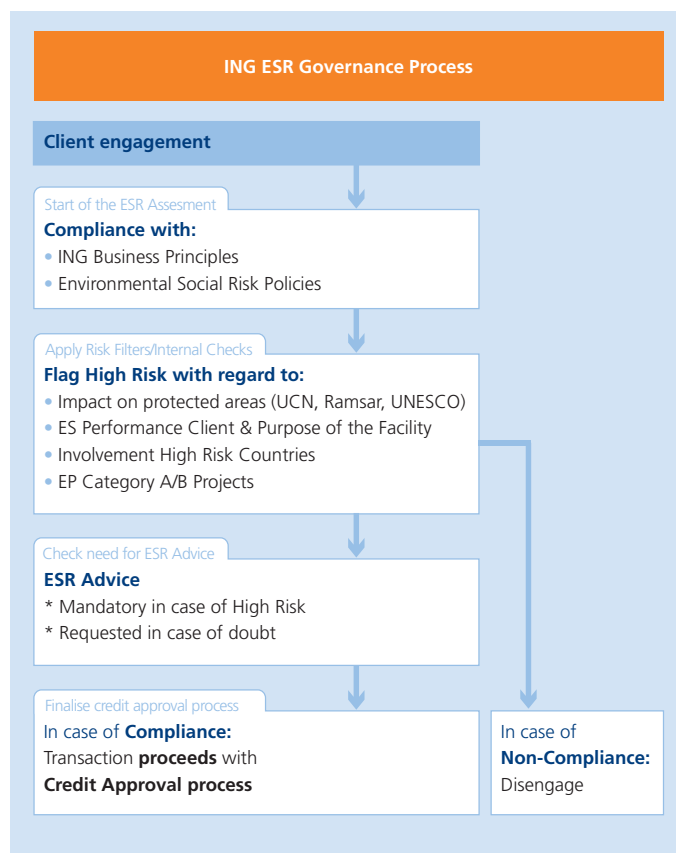 ING ESR Governance Process
Client engagement
Start of the ESR Assesment
Compliance with:
• ING Business Principles
• Environmental Social Risk Policies
Apply Risk Filters/Internal Checks
Flag High Risk with regard to:
• Impact on protected areas (UCN, Ramsar, UNESCO)
• ES Performance Client & Purpose of the Facility
• Involvement High Risk Countries
• EP Category A/B Projects
Check need for ESR Advice
ESR Advice
* Mandatory in case of High Risk
* Requested in case of doubt
Finalise credit approval process
In case of Compliance:
Transaction proceeds with
Credit Approval process
In case of
Non-Compliance:
Disengage